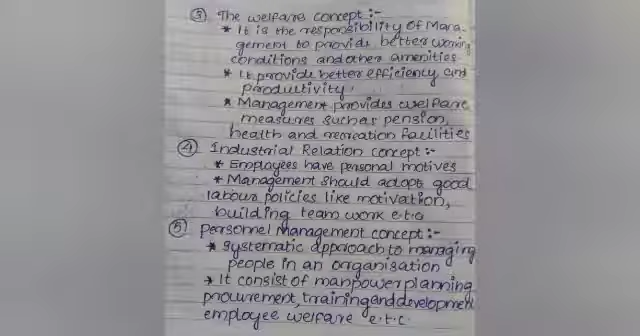 ③ The welfare concept :-
* It is the responsibility of Mana-
gement to provide better working
conditions and other amenities
* It provide better efficiency and
productivity.
* Management provides welfare
measures such as pension,
health and recreation facilities
④ Industrial Relation concept :-
* Employees have personal motives
* Management should adopt good
labour policies like motivation,
building team work e.t.c
⑤ personnel Management concept :-
* systematic approach to managing
people in an organisation
* It consist of manpower planning
procurement, training and development
employee welfare e.t.c.